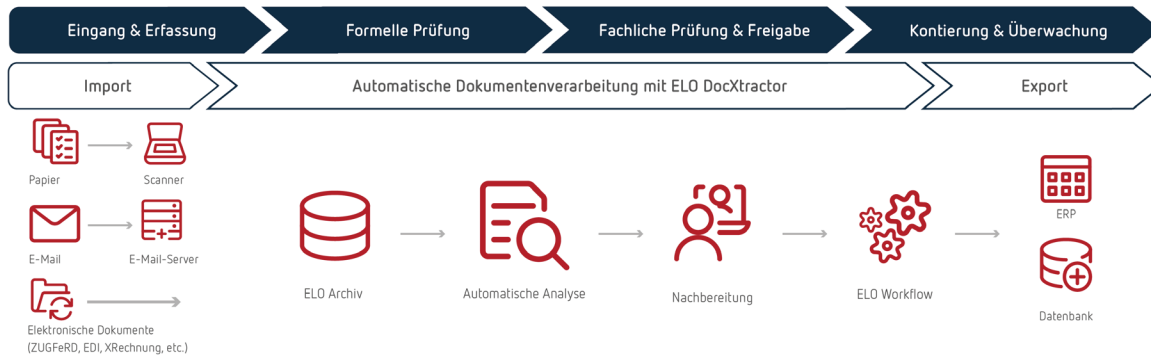 Eingang & Erfassung
Formelle Prüfung
Fachliche Prüfung & Freigabe
Kontierung & Überwachung
Import
Automatische Dokumentenverarbeitung mit ELO DocXtractor
Export
Papier
Scanner
E-Mail
E-Mail-Server
Elektronische Dokumente
(ZUGFeRD, EDI, XRechnung, etc.)
ELO Archiv
Automatische Analyse
Nachbereitung
ELO Workflow
ERP
Datenbank